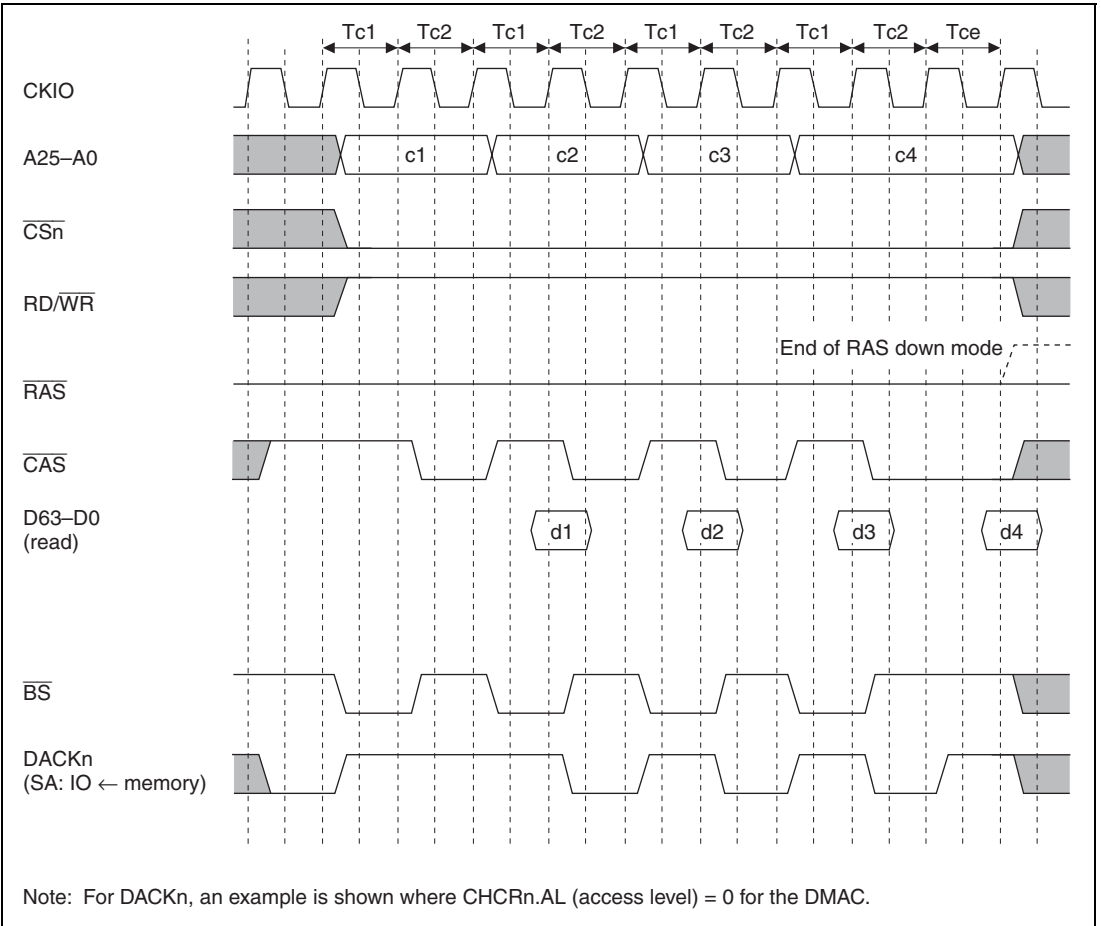 Tc1 Tc2 Tc1 Tc2 Tc1 Tc2 Tc1 Tc2 Tce
CKIO
A25–A0 c1 c2 c3 c4
CSn
RD/WR
End of RAS down mode
RAS
CAS
D63–D0
(read)
d1 d2 d3 d4
BS
DACKn
(SA: IO ← memory)
Note: For DACKn, an example is shown where CHCRn.AL (access level) = 0 for the DMAC.